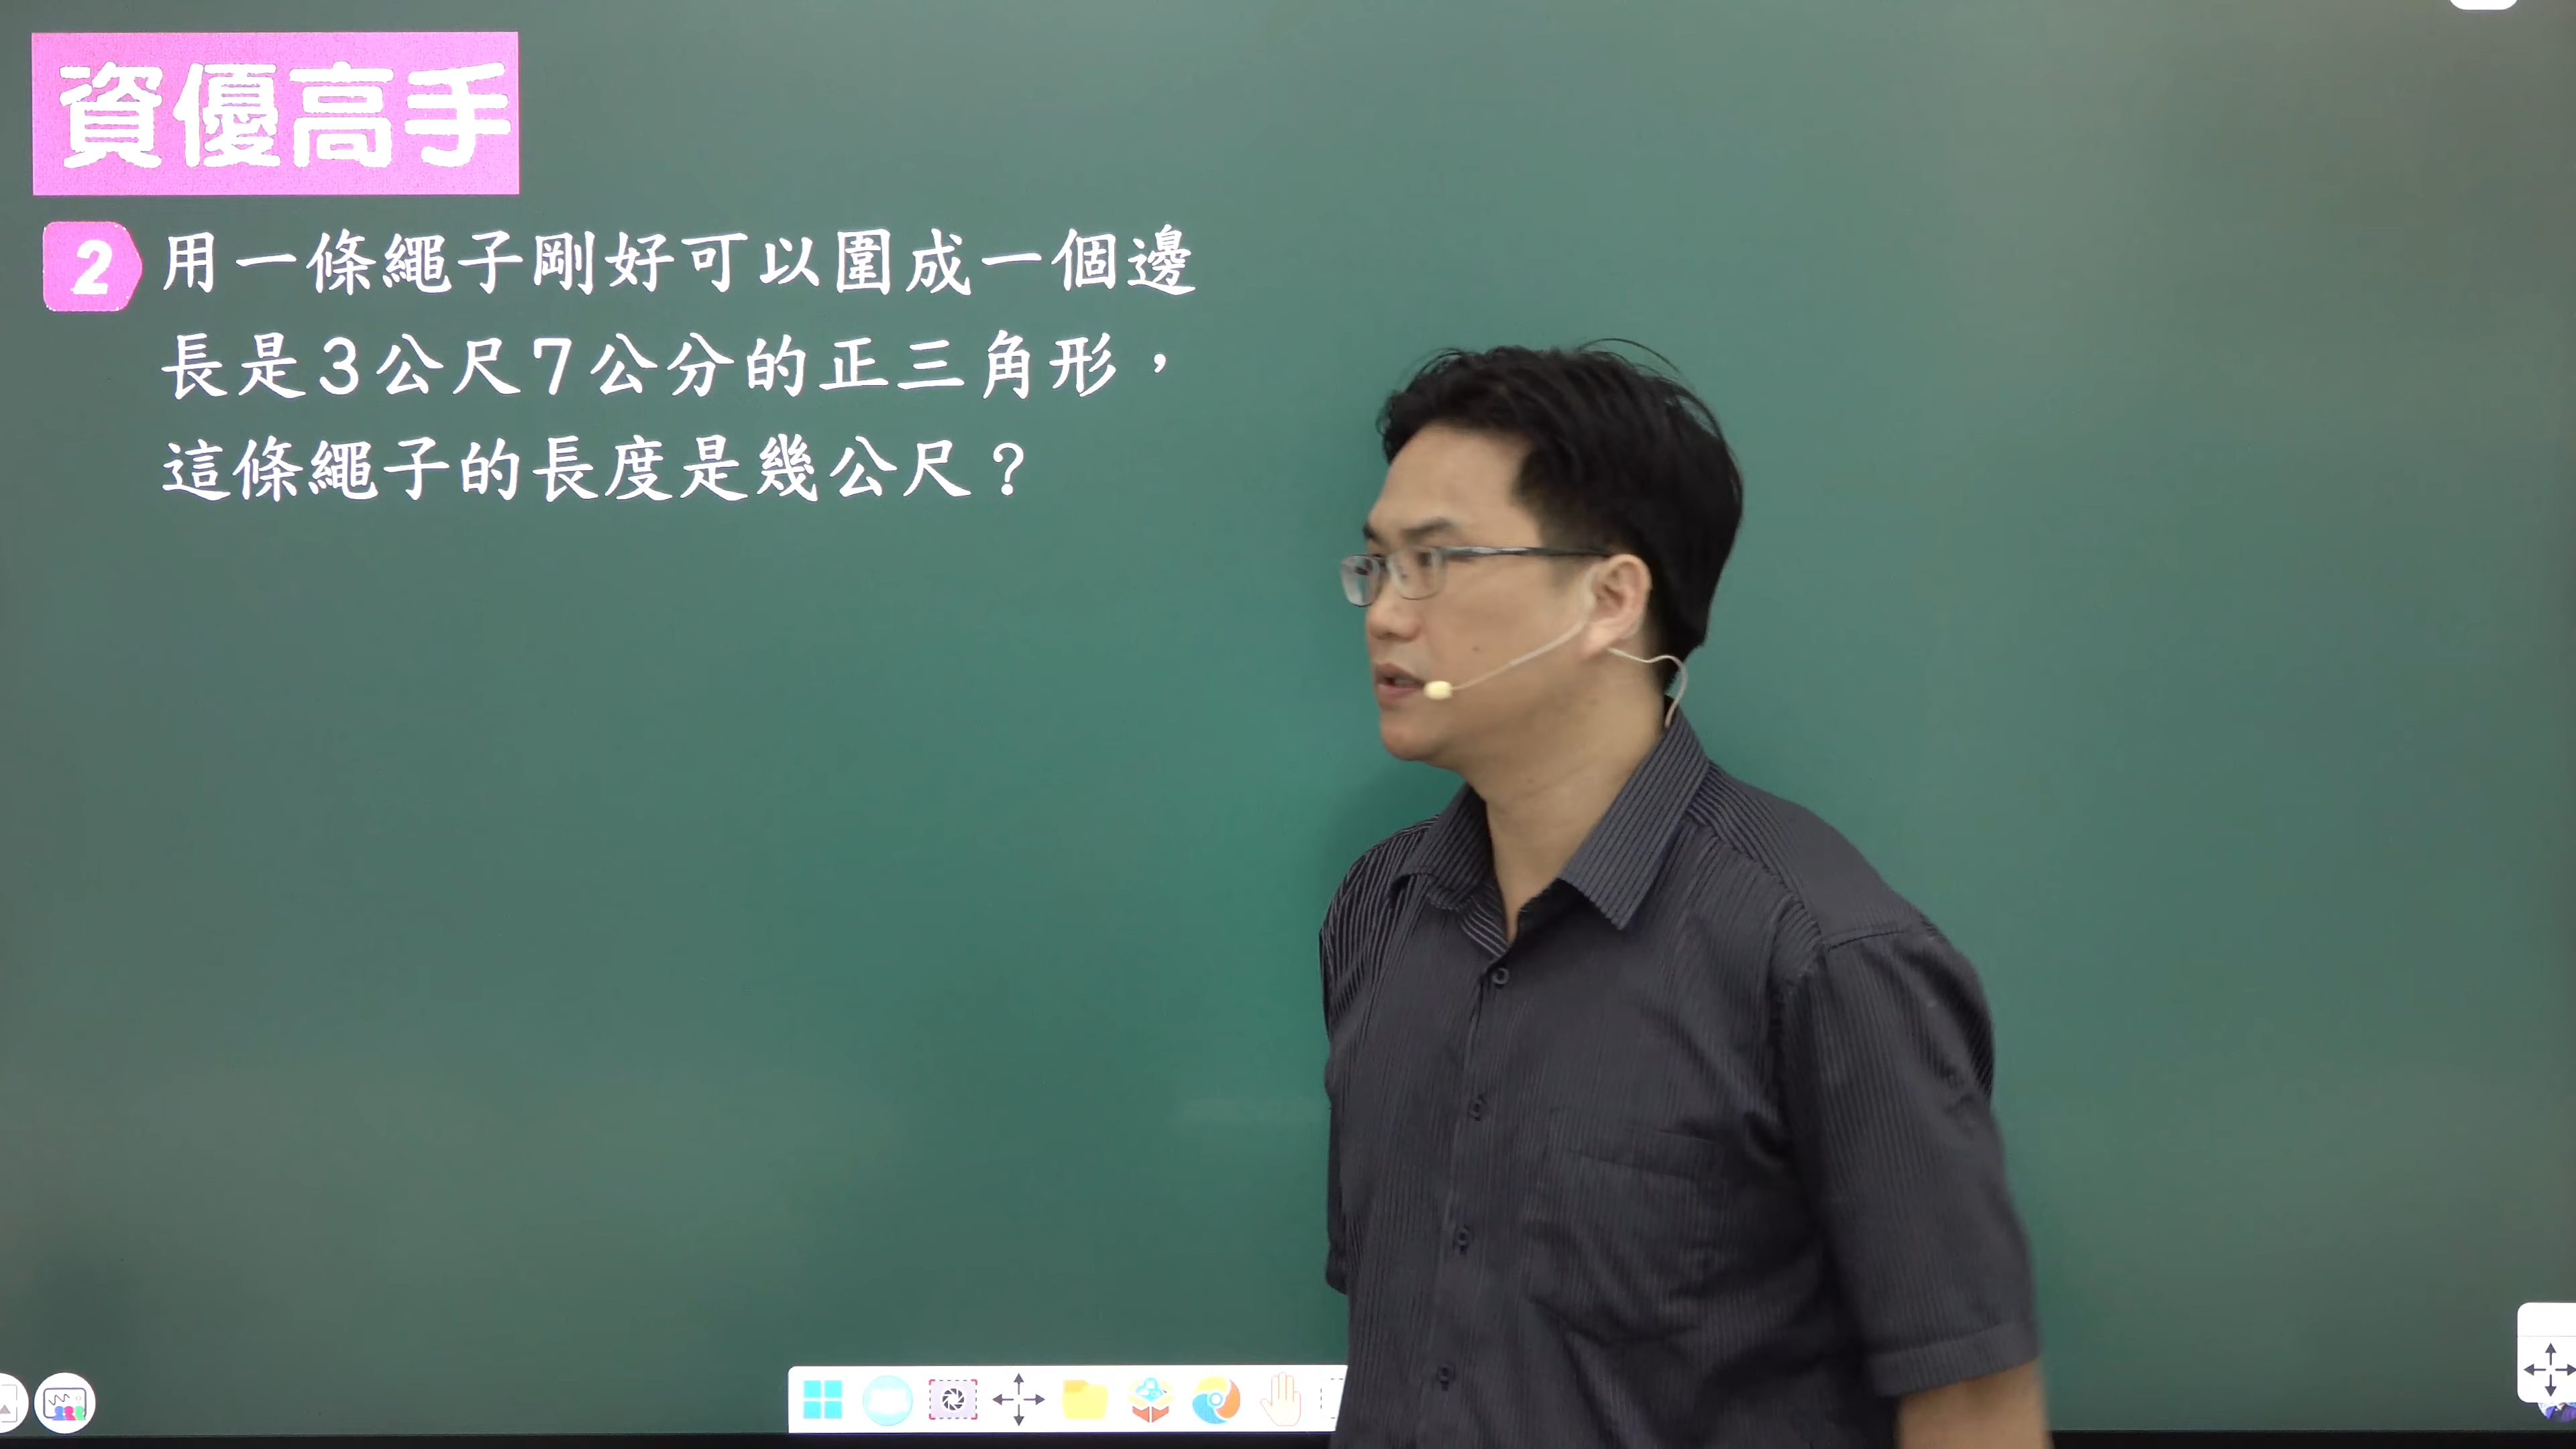 資優高手
2 用一條繩子剛好可以圍成一個邊
長是3公尺7公分的正三角形，
這條繩子的長度是幾公尺？